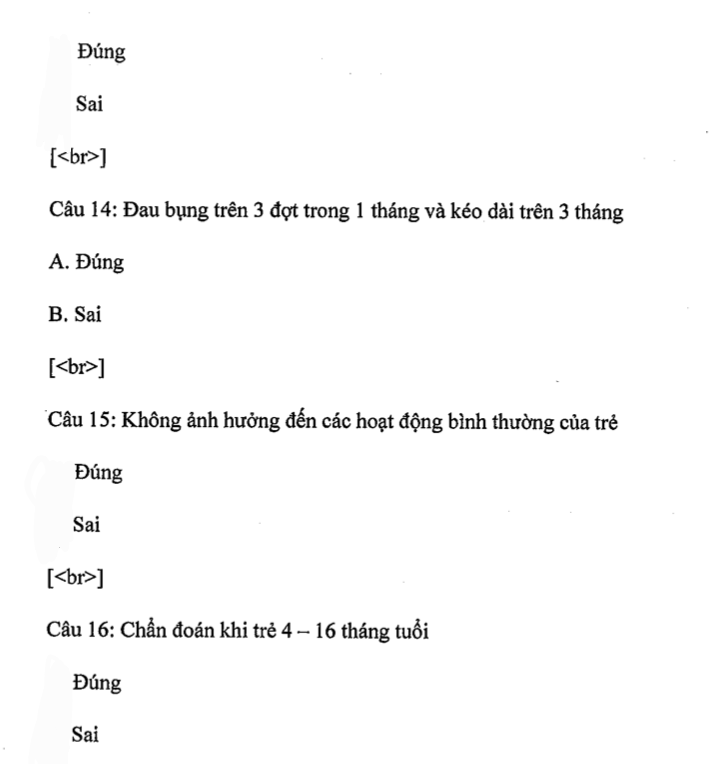 Đúng
Sai
[<br>]
Câu 14: Đau bụng trên 3 đợt trong 1 tháng và kéo dài trên 3 tháng
A. Đúng
B. Sai
[<br>]
Câu 15: Không ảnh hưởng đến các hoạt động bình thường của trẻ
Đúng
Sai
[<br>]
Câu 16: Chẩn đoán khi trẻ 4 – 16 tháng tuổi
Đúng
Sai